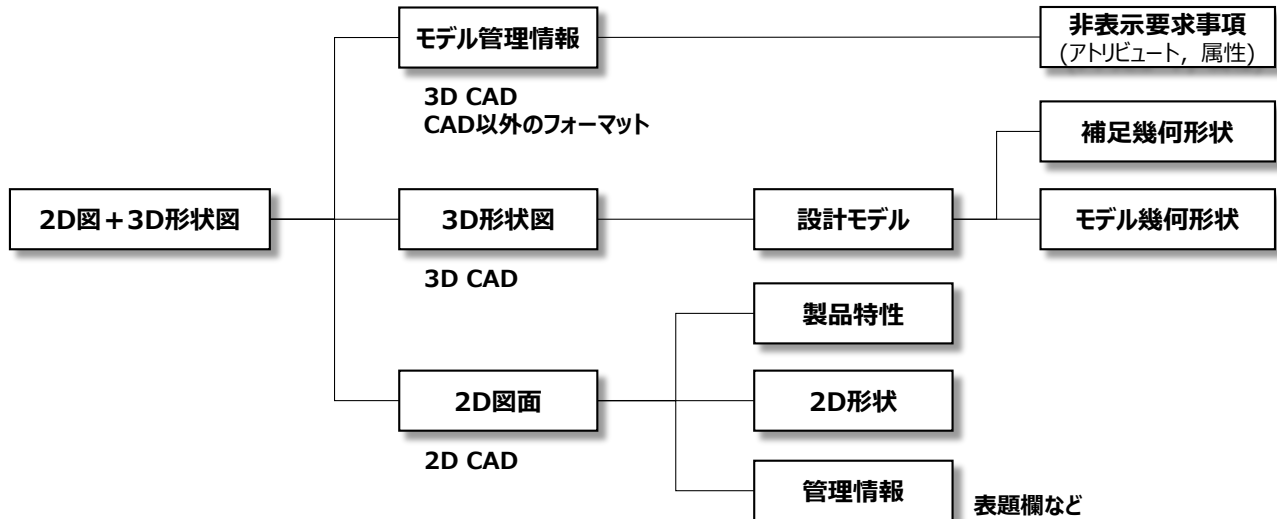 モデル管理情報
非表示要求事項
(アトリビュート, 属性)
3D CAD
CAD以外のフォーマット
補足幾何形状
2D図＋3D形状図
3D形状図
設計モデル
モデル幾何形状
3D CAD
製品特性
2D図面
2D形状
2D CAD
管理情報
表題欄など